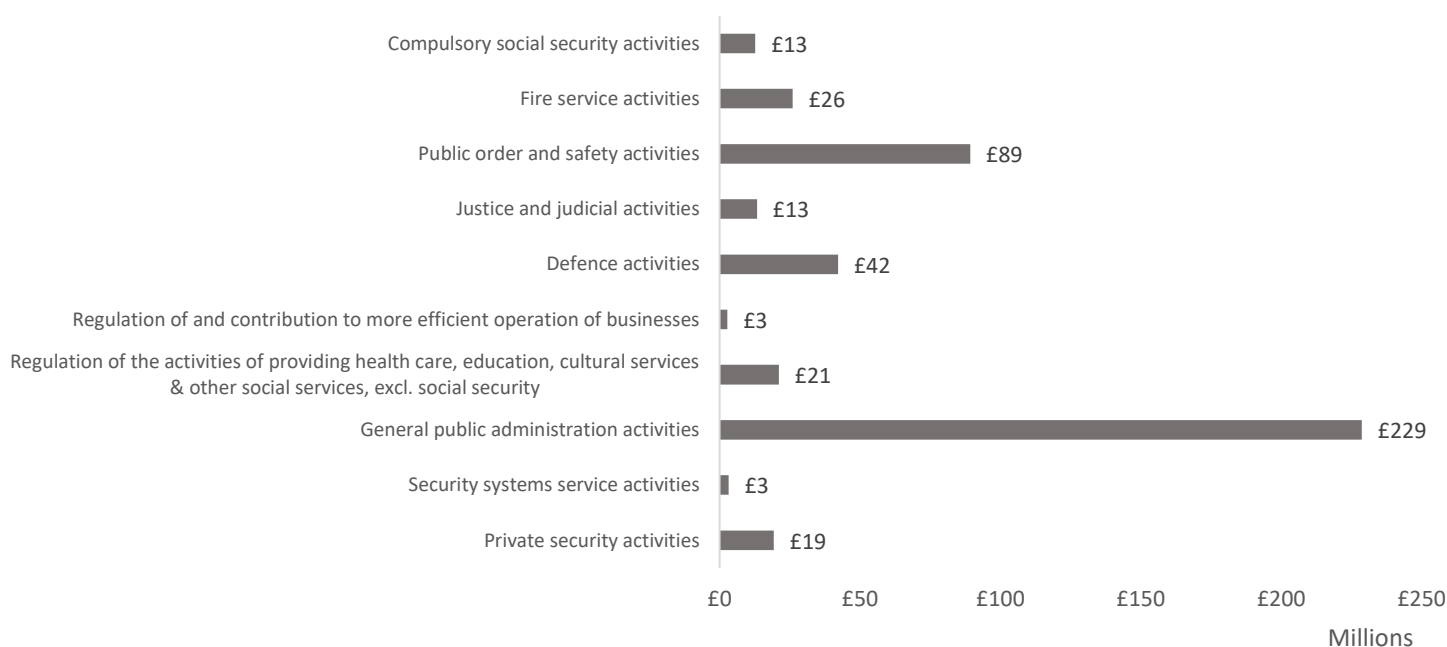 Compulsory social security activities £13
Fire service activities £26
Public order and safety activities £89
Justice and judicial activities £13
Defence activities £42
Regulation of and contribution to more efficient operation of businesses £3
Regulation of the activities of providing health care, education, cultural services
& other social services, excl. social security £21
General public administration activities £229
Security systems service activities £3
Private security activities £19
£0 £50 £100 £150 £200 £250
Millions